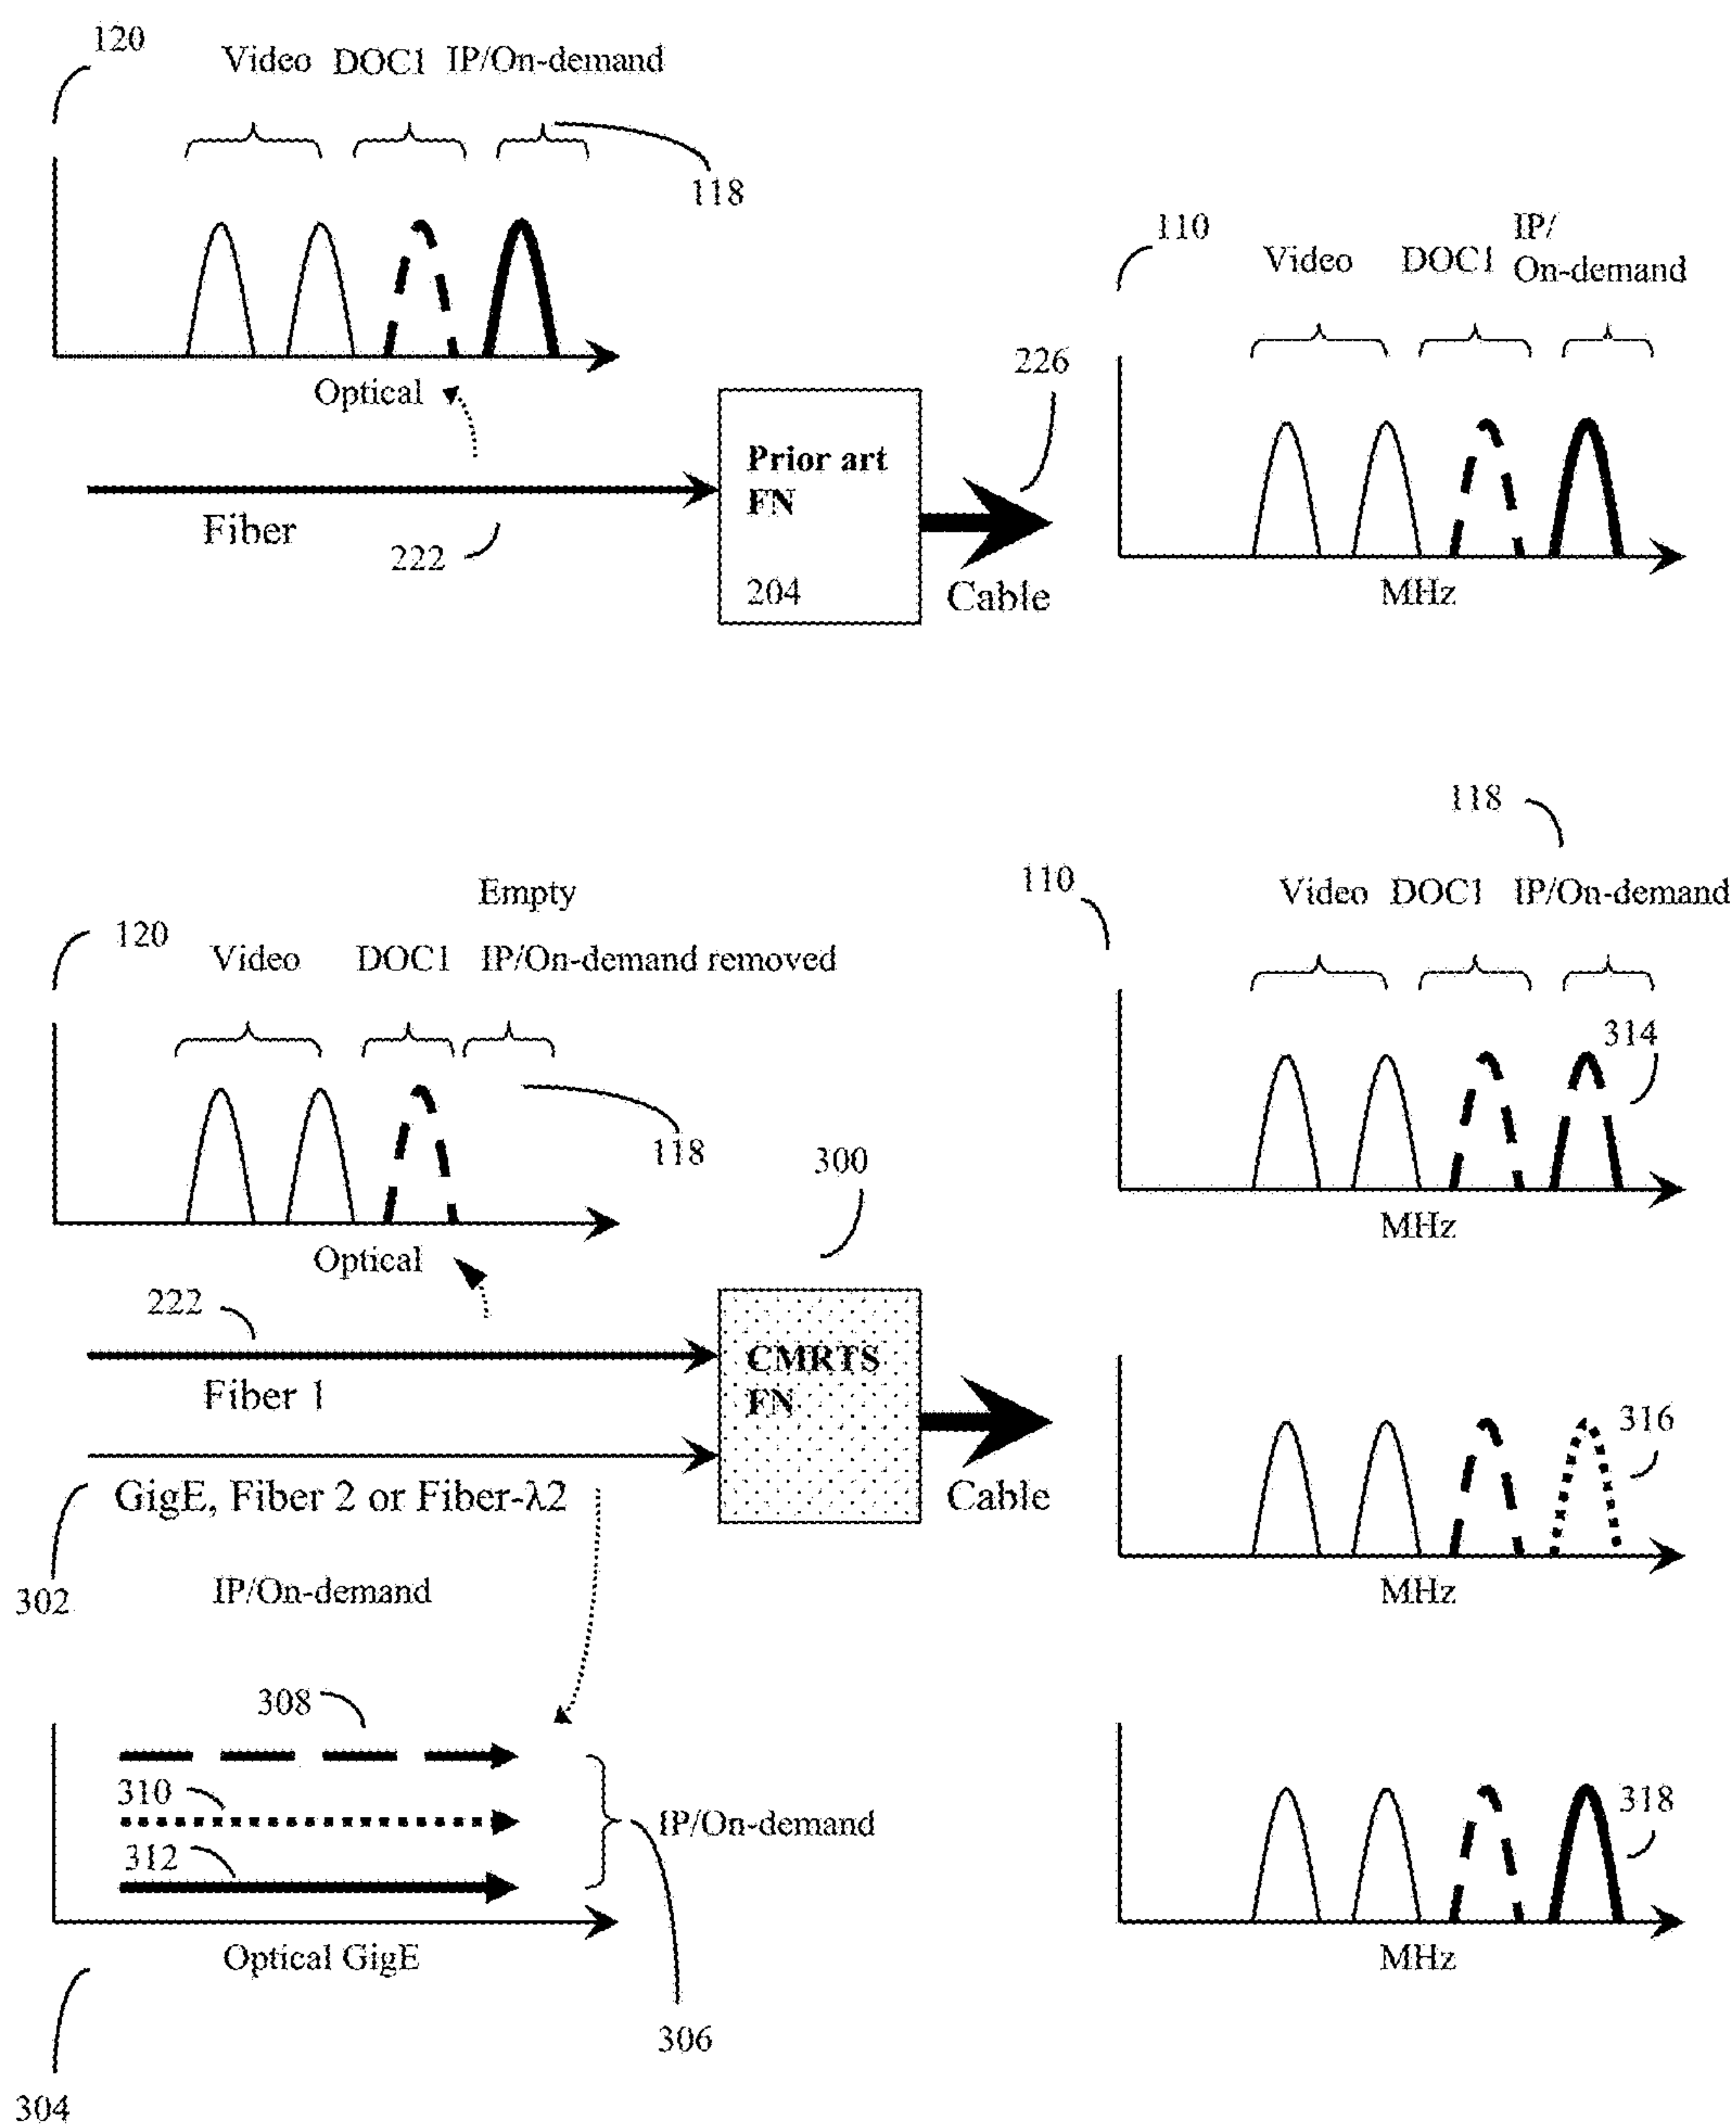 120
Video DOC1 IP/On-demand
118
Optical
Fiber
222
Prior art
FN
204
226
Cable
110
Video DOC1 IP/
On-demand
MHz
Empty
120
Video DOC1 IP/On-demand removed
118
Optical
222
Fiber 1
GigE, Fiber 2 or Fiber-λ2
302
IP/On-demand
300
CMRTS
FN
Cable
308
310
312
IP/On-demand
Optical GigE
306
304
118
110
Video DOC1 IP/On-demand
314
MHz
316
MHz
318
MHz